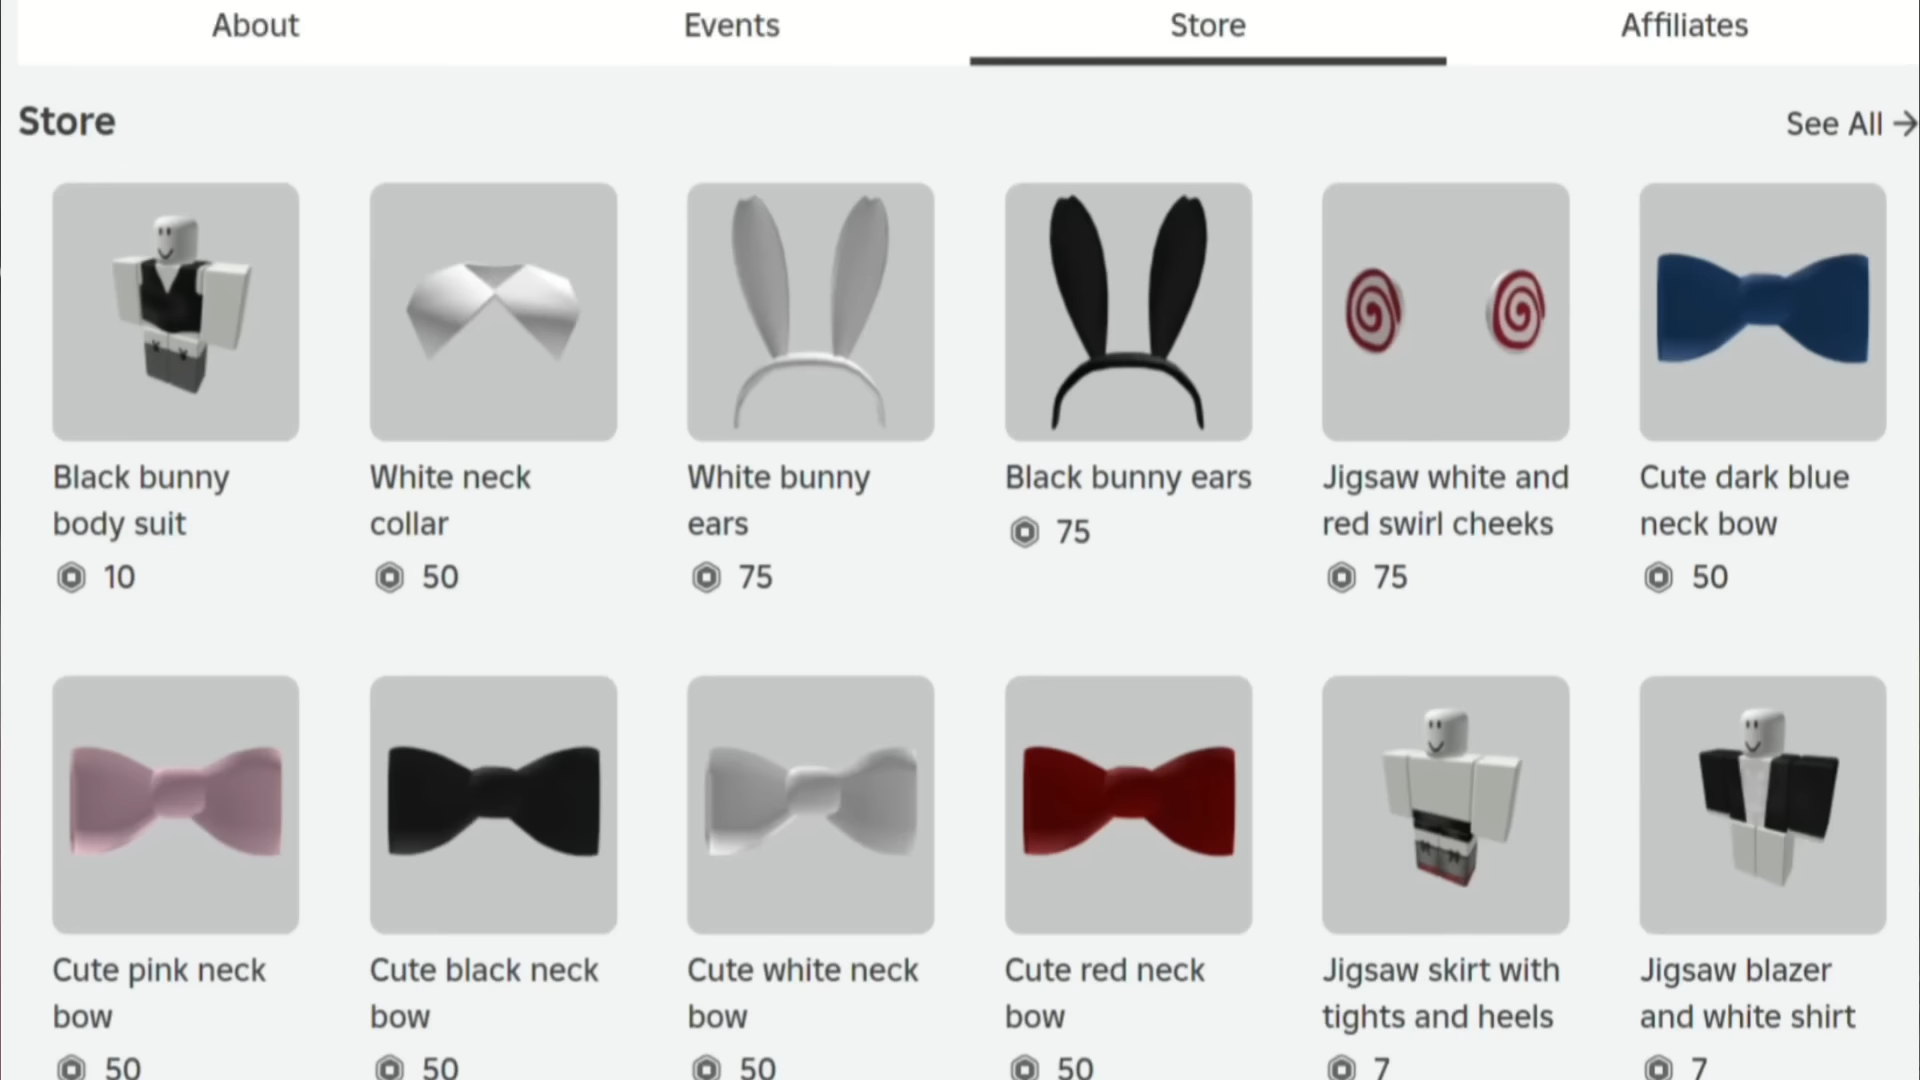 About Events Store Affiliates
Store
See All →
Black bunny
body suit
10
White neck
collar
50
White bunny
ears
75
Black bunny ears
75
Jigsaw white and
red swirl cheeks
75
Cute dark blue
neck bow
50
Cute pink neck
bow
50
Cute black neck
bow
50
Cute white neck
bow
50
Cute red neck
bow
50
Jigsaw skirt with
tights and heels
7
Jigsaw blazer
and white shirt
7